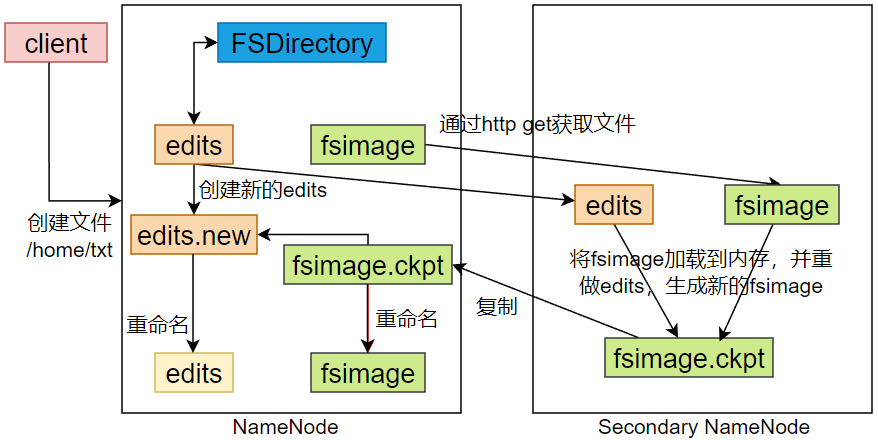 client
FSDirectory
edits
fsimage
通过http get获取文件
创建新的edits
创建文件
/home/txt
edits.new
fsimage.ckpt
重命名
重命名
edits
fsimage
NameNode
edits
fsimage
将fsimage加载到内存，并重
做edits，生成新的fsimage
复制
fsimage.ckpt
Secondary NameNode